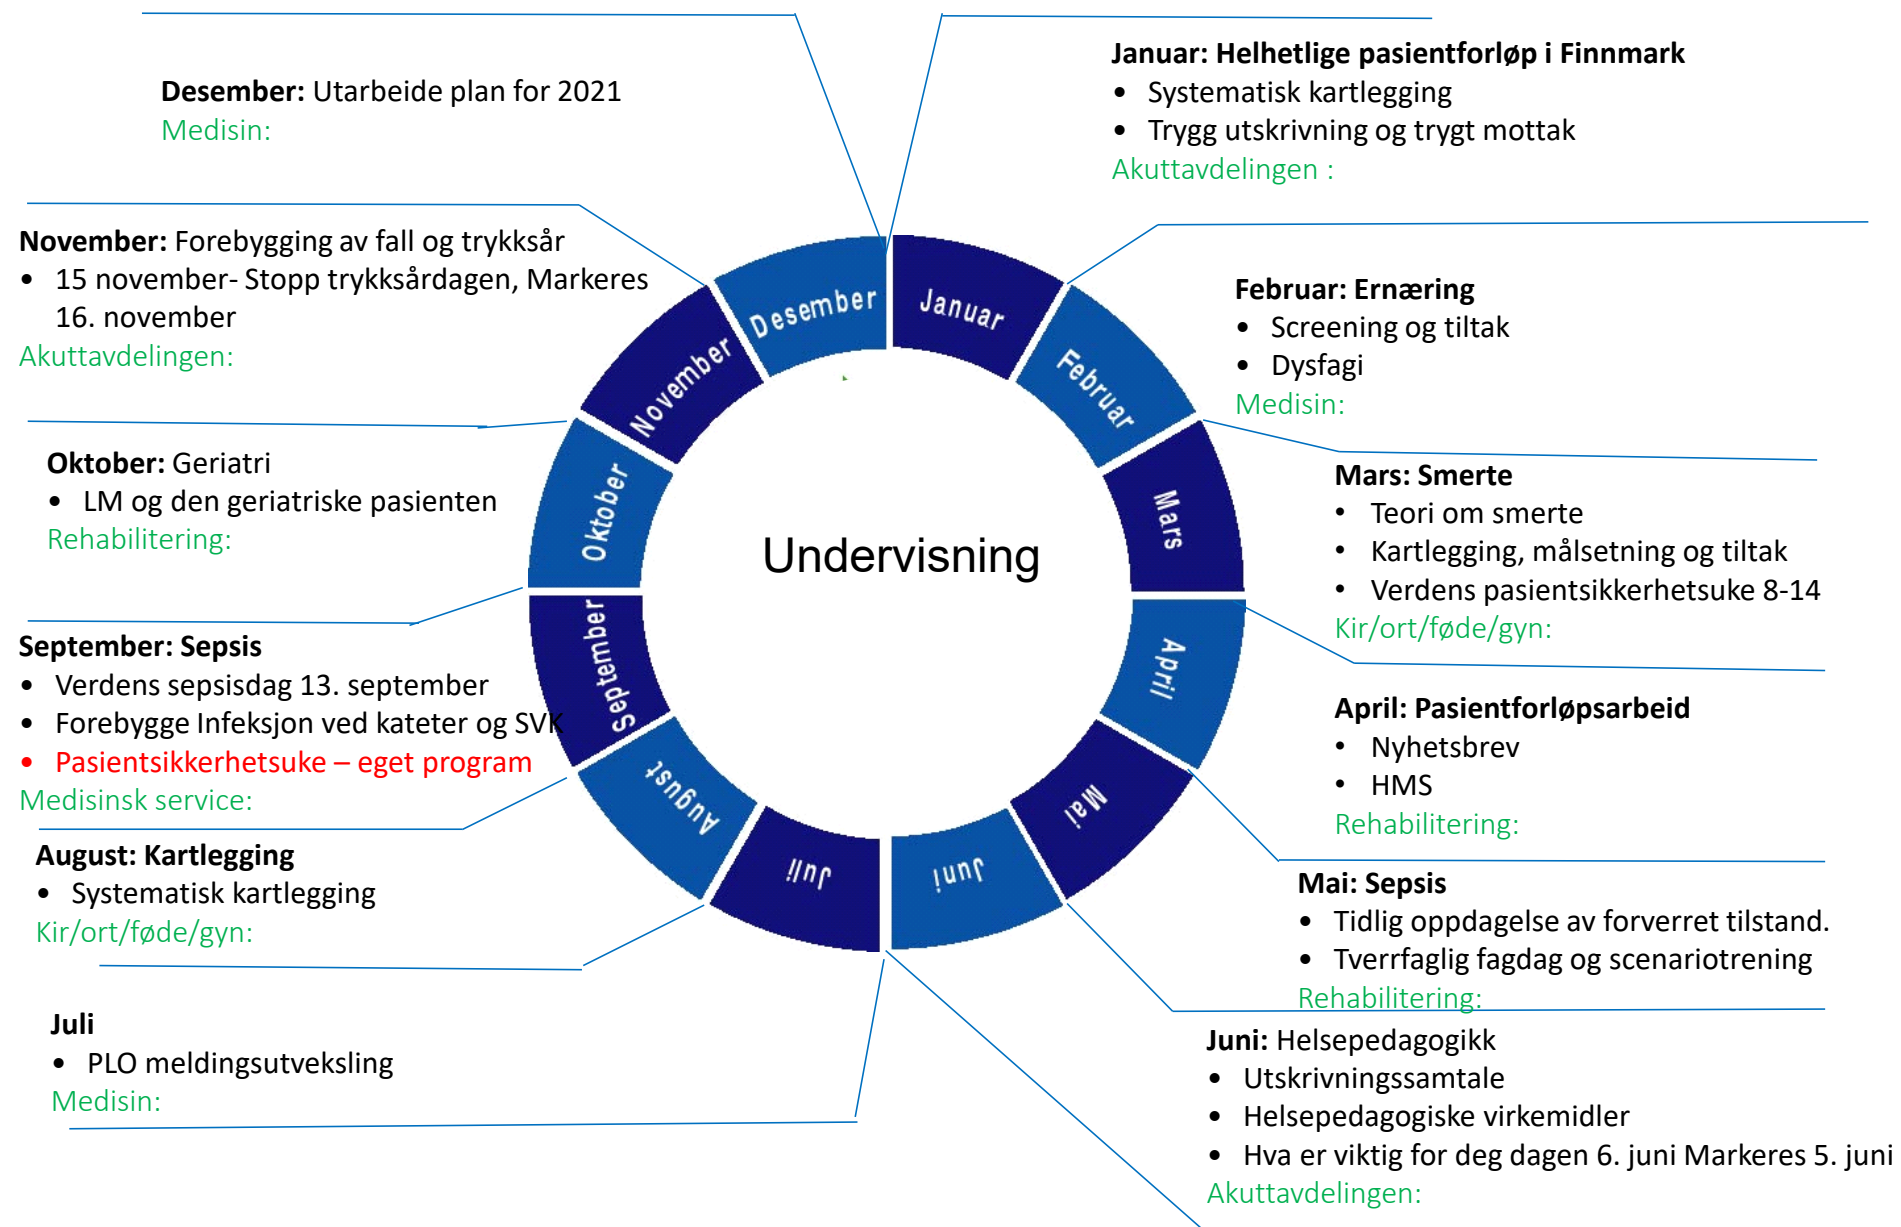 Desember: Utarbeide plan for 2021
Medisin:
Januar: Helhetlige pasientforløp i Finnmark
• Systematisk kartlegging
• Trygg utskrivning og trygt mottak
Akuttavdelingen :
November: Forebygging av fall og trykksår
• 15 november- Stopp trykksårdagen, Markeres
16. november
Akuttavdelingen:
Februar: Ernæring
• Screening og tiltak
• Dysfagi
Medisin:
Oktober: Geriatri
• LM og den geriatriske pasienten
Rehabilitering:
Mars: Smerte
• Teori om smerte
• Kartlegging, målsetning og tiltak
• Verdens pasientsikkerhetsuke 8-14
Kir/ort/føde/gyn:
September: Sepsis
• Verdens sepsisdag 13. september
• Forebygge Infeksjon ved kateter og SVK
• Pasientsikkerhetsuke – eget program
Medisinsk service:
April: Pasientforløpsarbeid
• Nyhetsbrev
• HMS
Rehabilitering:
August: Kartlegging
• Systematisk kartlegging
Kir/ort/føde/gyn:
Mai: Sepsis
• Tidlig oppdagelse av forverret tilstand.
• Tverrfaglig fagdag og scenariotrening
Rehabilitering:
Juli
• PLO meldingsutveksling
Medisin:
Juni: Helsepedagogikk
• Utskrivningssamtale
• Helsepedagogiske virkemidler
• Hva er viktig for deg dagen 6. juni Markeres 5. juni
Akuttavdelingen:
Undervisning
Januar
Februar
Mars
April
Mai
Juni
Juli
August
September
Oktober
November
Desember